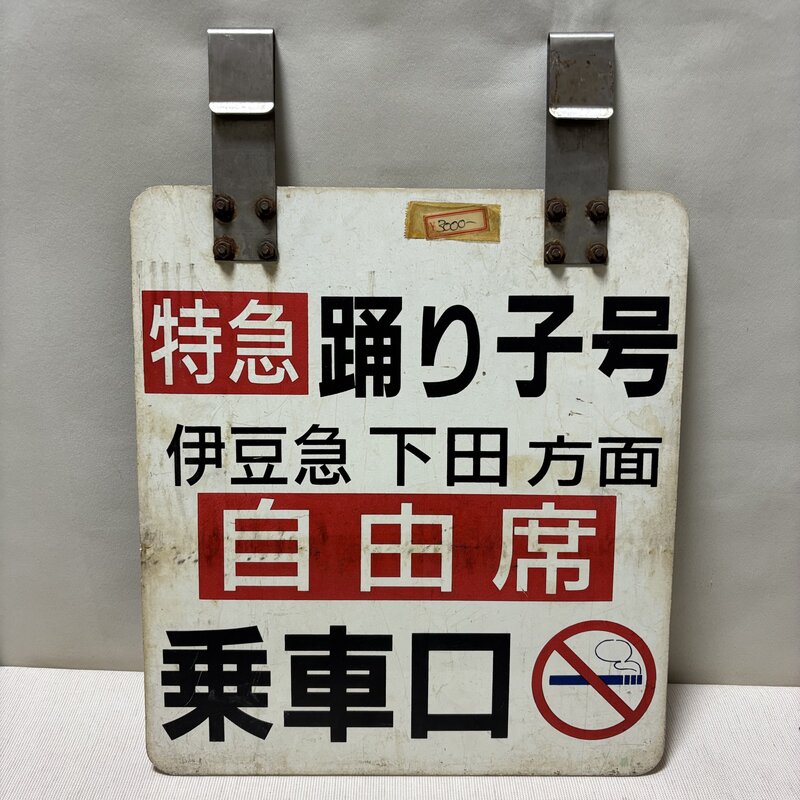 ¥3000-
特急 踊り子号
伊豆急 下田 方面
自由席
乗車口